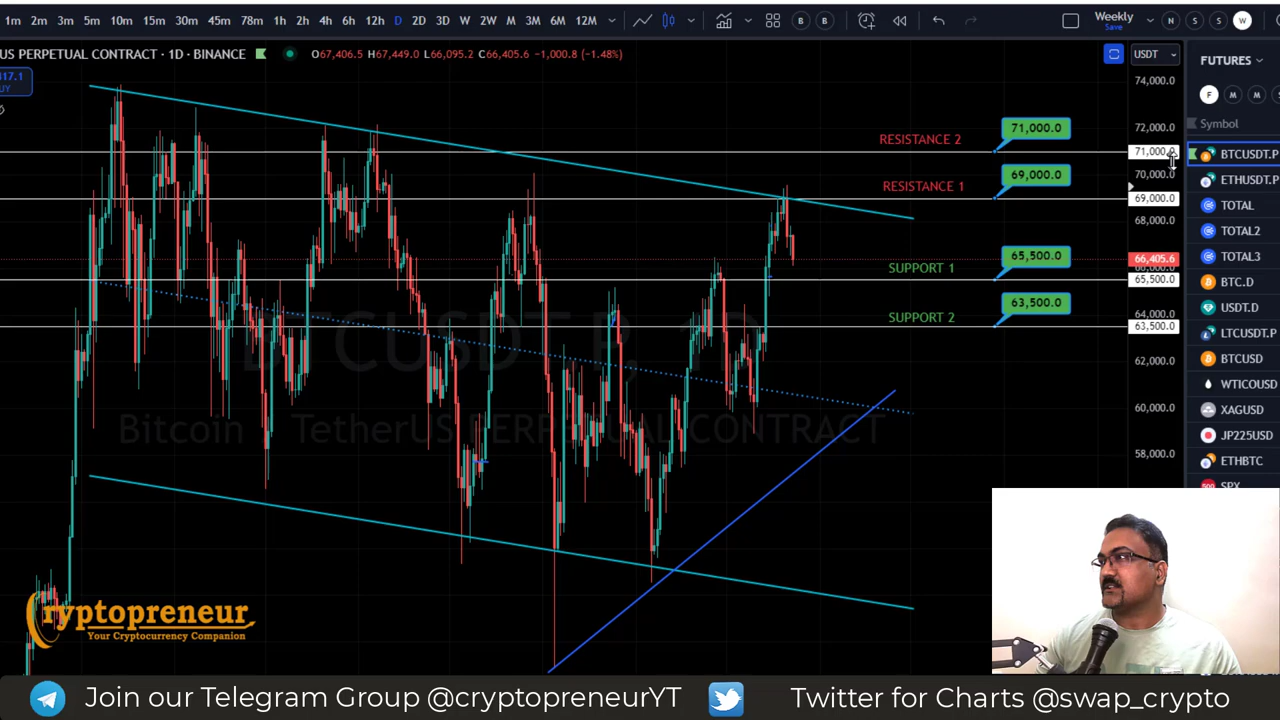 1m 2m 3m 5m 10m 15m 30m 45m 78m 1h 2h 4h 6h 12h D 2D 3D W 2W M 3M 6M 12M B B Weekly N S S W
Save
US PERPETUAL CONTRACT · 1D · BINANCE O67,406.5 H67,449.0 L66,095.2 C66,405.6 −1,000.8 (−1.48%) USDT FUTURES
F M M
Symbol
74,000.0
72,000.0
71,000.0
70,000.0
69,000.0
68,000.0
66,405.6
66,000.0
65,500.0
64,000.0
63,500.0
62,000.0
60,000.0
58,000.0
RESISTANCE 2 71,000.0
RESISTANCE 1 69,000.0
SUPPORT 1 65,500.0
SUPPORT 2 63,500.0
BTCUSDT.P
ETHUSDT.P
TOTAL
TOTAL2
TOTAL3
BTC.D
USDT.D
LTCUSDT.P
BTCUSD
WTICOUSD
XAGUSD
JP225USD
ETHBTC
SPX
BTCUSDT.P, 1D
Bitcoin / TetherUS PERPETUAL CONTRACT
Cryptopreneur
Your Cryptocurrency Companion
Join our Telegram Group @cryptopreneurYT Twitter for Charts @swap_crypto